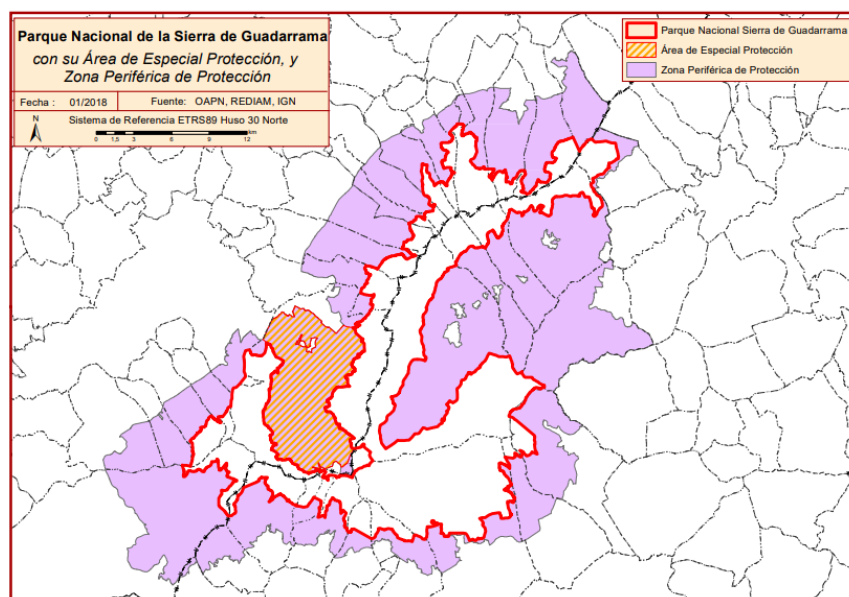 Parque Nacional de la Sierra de Guadarrama
con su Área de Especial Protección, y
Zona Periférica de Protección
Fecha : 01/2018 Fuente: OAPN, REDIAM, IGN
Sistema de Referencia ETRS89 Huso 30 Norte
N
km
0 1,5 3 6 9 12
Parque Nacional Sierra de Guadarrama
Área de Especial Protección
Zona Periférica de Protección